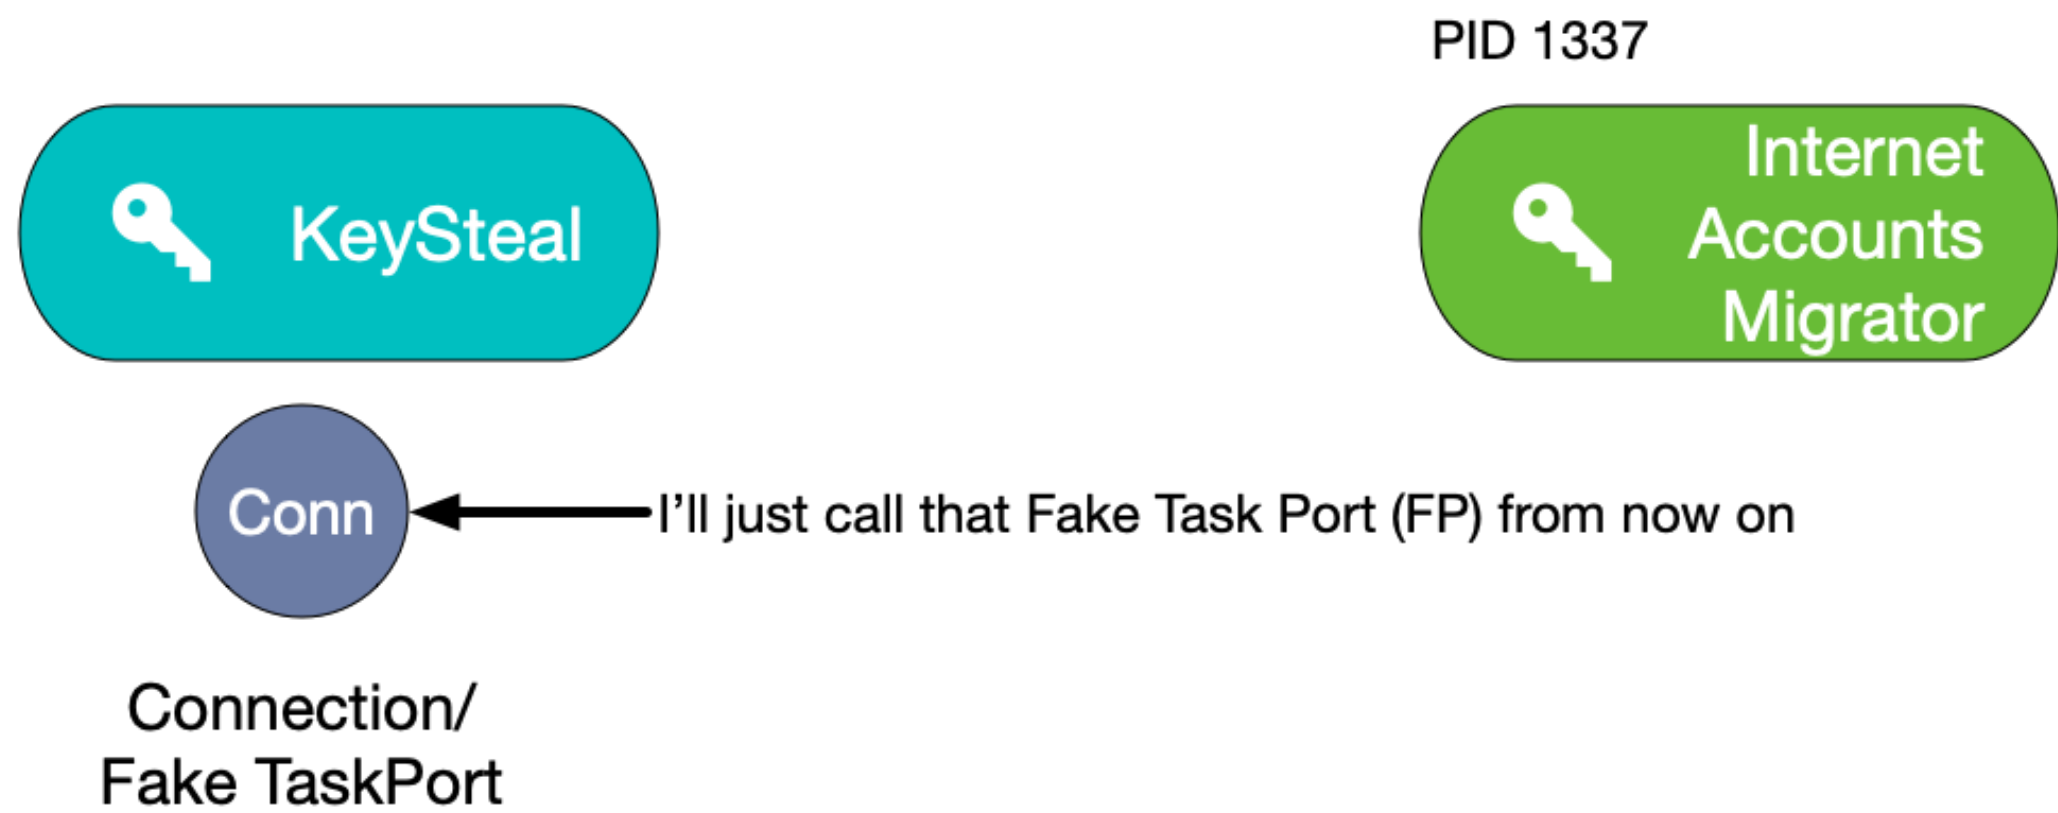 PID 1337
KeySteal
Internet
Accounts
Migrator
Conn
I’ll just call that Fake Task Port (FP) from now on
Connection/
Fake TaskPort